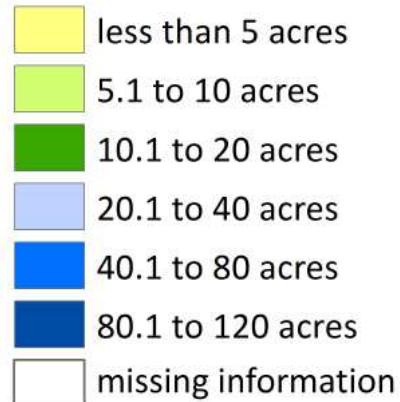 less than 5 acres
5.1 to 10 acres
10.1 to 20 acres
20.1 to 40 acres
40.1 to 80 acres
80.1 to 120 acres
missing information